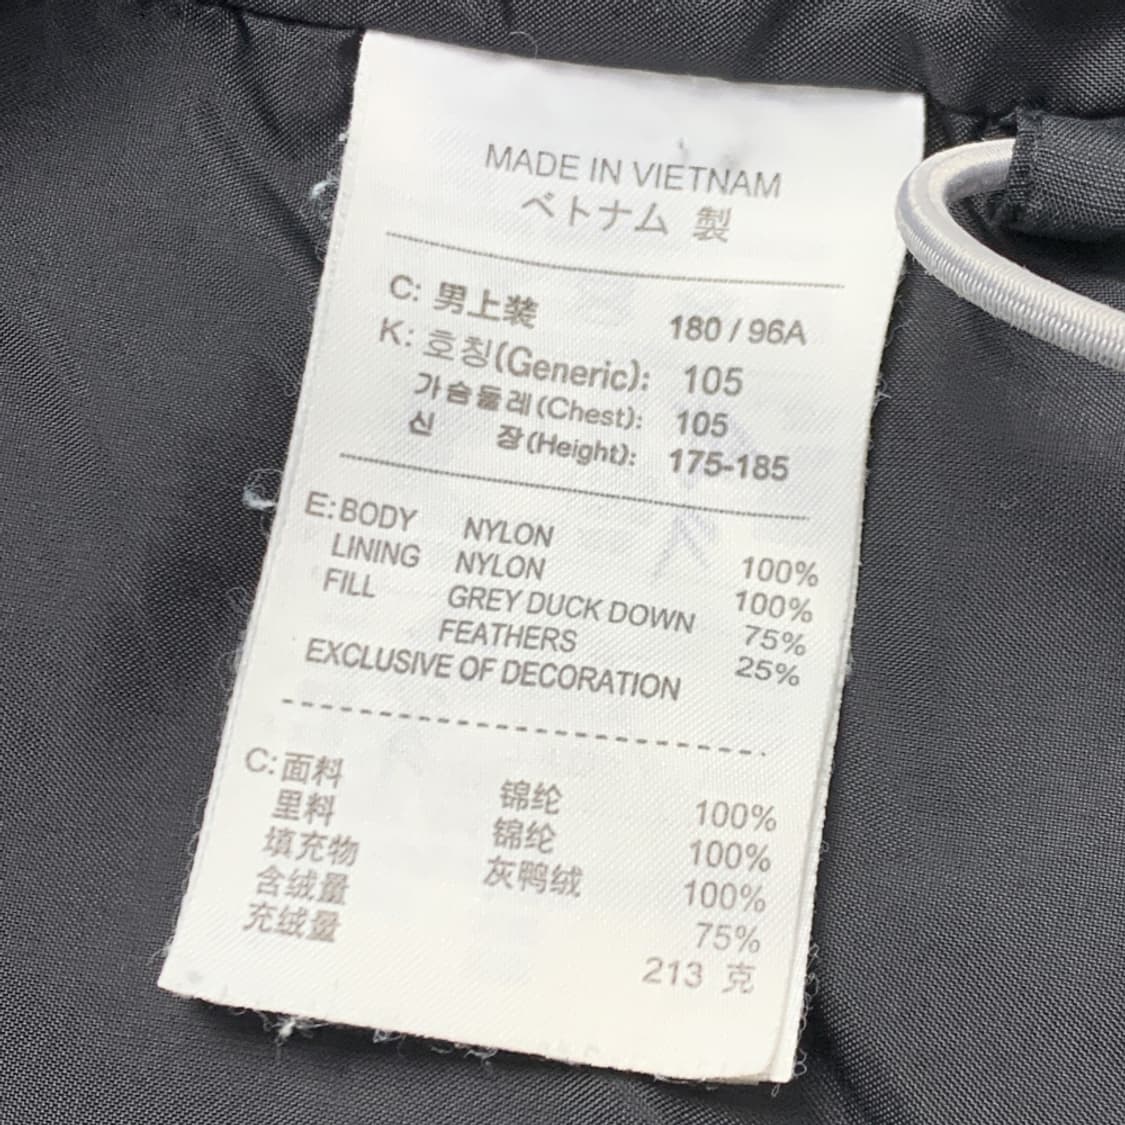 MADE IN VIETNAM
ベトナム 製
C: 男上装 180 / 96A
K: 호칭(Generic): 105
가슴둘레(Chest): 105
신 장(Height): 175-185
E: BODY NYLON 100%
LINING NYLON 100%
FILL GREY DUCK DOWN 75%
FEATHERS 25%
EXCLUSIVE OF DECORATION
C: 面料 锦纶 100%
里料 锦纶 100%
填充物 灰鸭绒 100%
含绒量 75%
充绒量 213 克